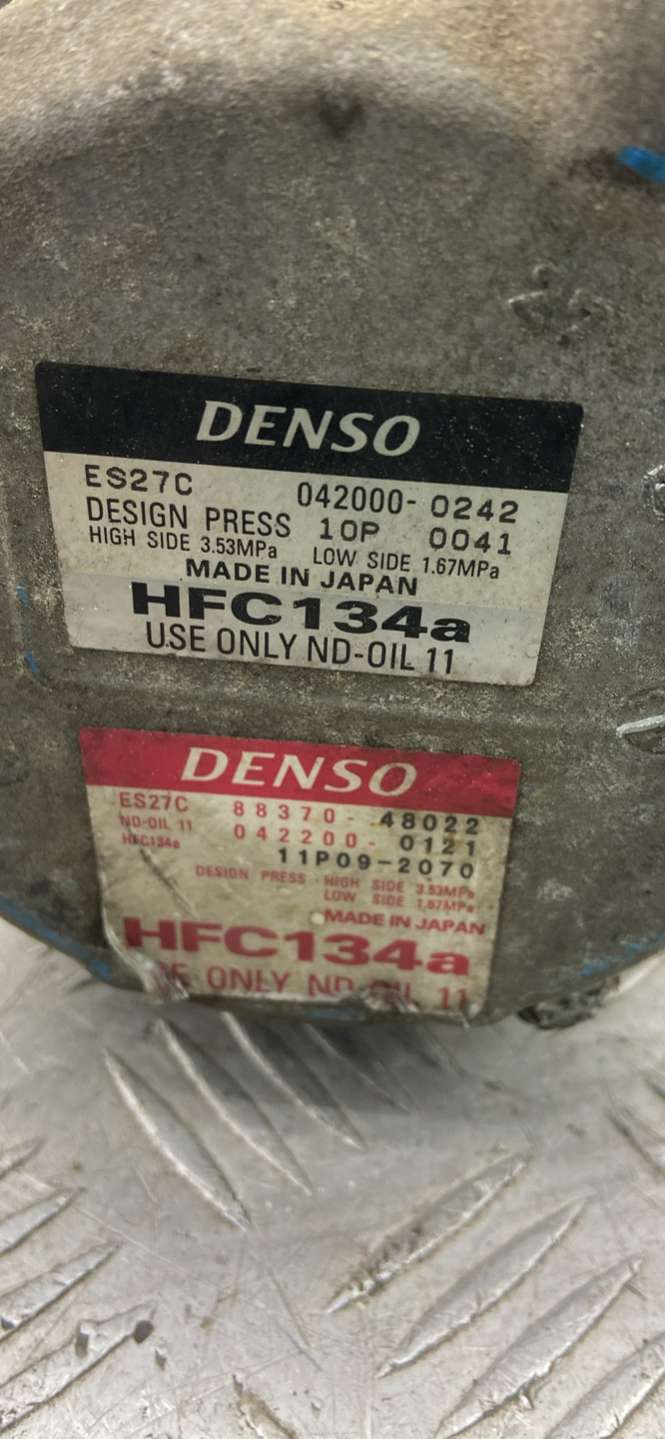 DENSO
ES27C 042000-0242
DESIGN PRESS 10P 0041
HIGH SIDE 3.53MPa LOW SIDE 1.67MPa
MADE IN JAPAN
HFC134a
USE ONLY ND-OIL 11
DENSO
ES27C 88370-48022
ND-OIL 11 042200-0121
HFC134a 11P09-2070
DESIGN PRESS HIGH SIDE 3.53MPa
LOW SIDE 1.67MPa
MADE IN JAPAN
HFC134a
USE ONLY ND-OIL 11